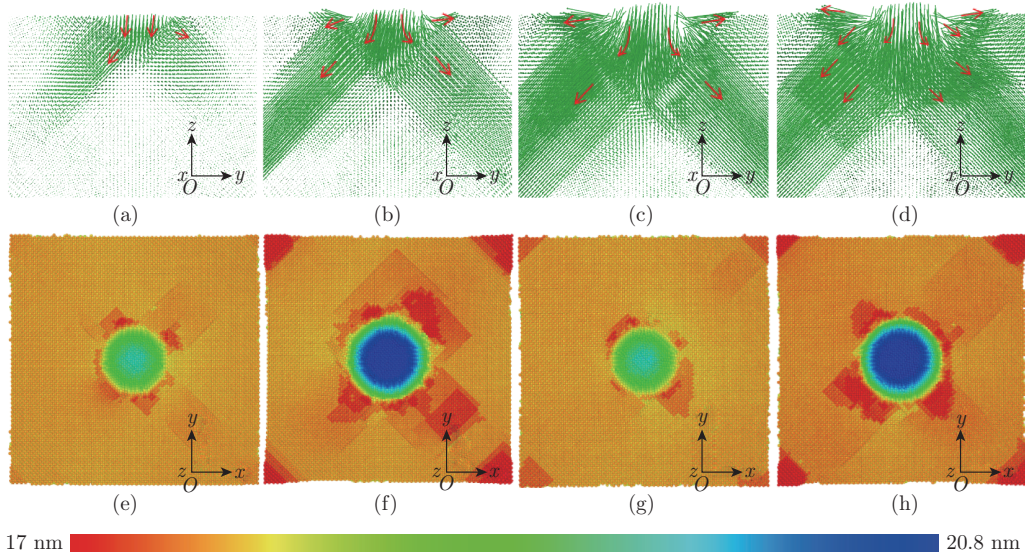 z z z z
x O y x O y x O y x O y
(a) (b) (c) (d)
y y y y
z O x z O x z O x z O x
(e) (f) (g) (h)
17 nm 20.8 nm